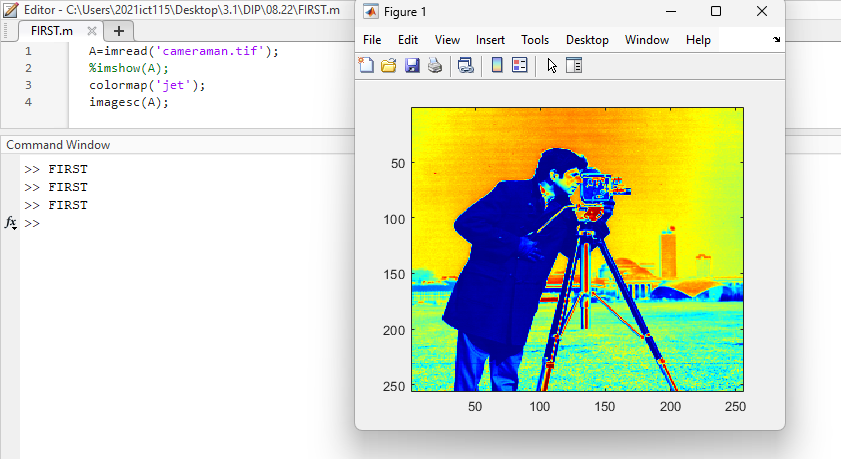 Editor - C:\Users\2021ict115\Desktop\3.1\DIP\08.22\FIRST.m
FIRST.m × +
1 A=imread('cameraman.tif');
2 %imshow(A);
3 colormap('jet');
4 imagesc(A);
Command Window
>> FIRST
>> FIRST
>> FIRST
fx >>
Figure 1
File Edit View Insert Tools Desktop Window Help
50
100
150
200
250
50 100 150 200 250